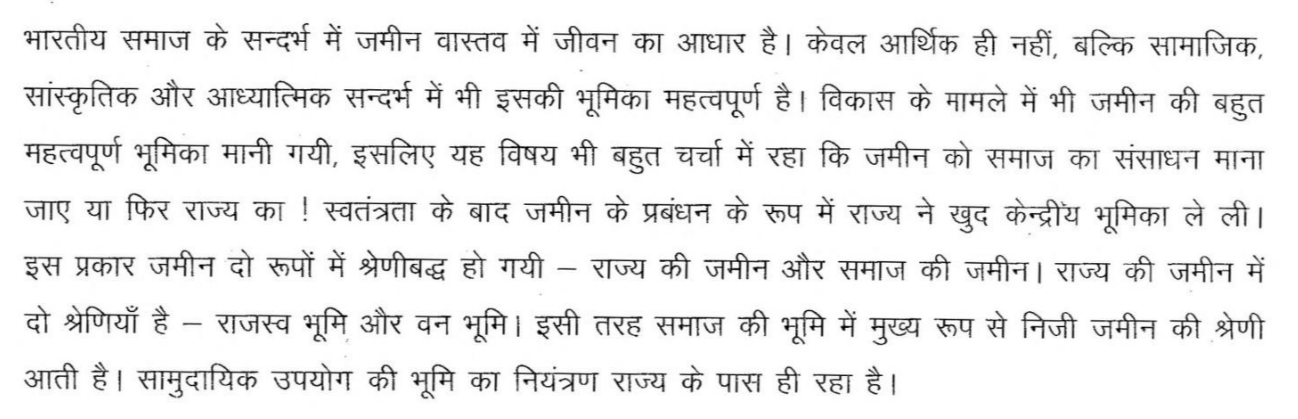 भारतीय समाज के सन्दर्भ में जमीन वास्तव में जीवन का आधार है। केवल आर्थिक ही नहीं, बल्कि सामाजिक,
सांस्कृतिक और आध्यात्मिक सन्दर्भ में भी इसकी भूमिका महत्वपूर्ण है। विकास के मामले में भी जमीन की बहुत
महत्वपूर्ण भूमिका मानी गयी, इसलिए यह विषय भी बहुत चर्चा में रहा कि जमीन को समाज का संसाधन माना
जाए या फिर राज्य का ! स्वतंत्रता के बाद जमीन के प्रबंधन के रूप में राज्य ने खुद केन्द्रीय भूमिका ले ली।
इस प्रकार जमीन दो रूपों में श्रेणीबद्ध हो गयी – राज्य की जमीन और समाज की जमीन। राज्य की जमीन में
दो श्रेणियाँ है – राजस्व भूमि और वन भूमि। इसी तरह समाज की भूमि में मुख्य रूप से निजी जमीन की श्रेणी
आती है। सामुदायिक उपयोग की भूमि का नियंत्रण राज्य के पास ही रहा है।